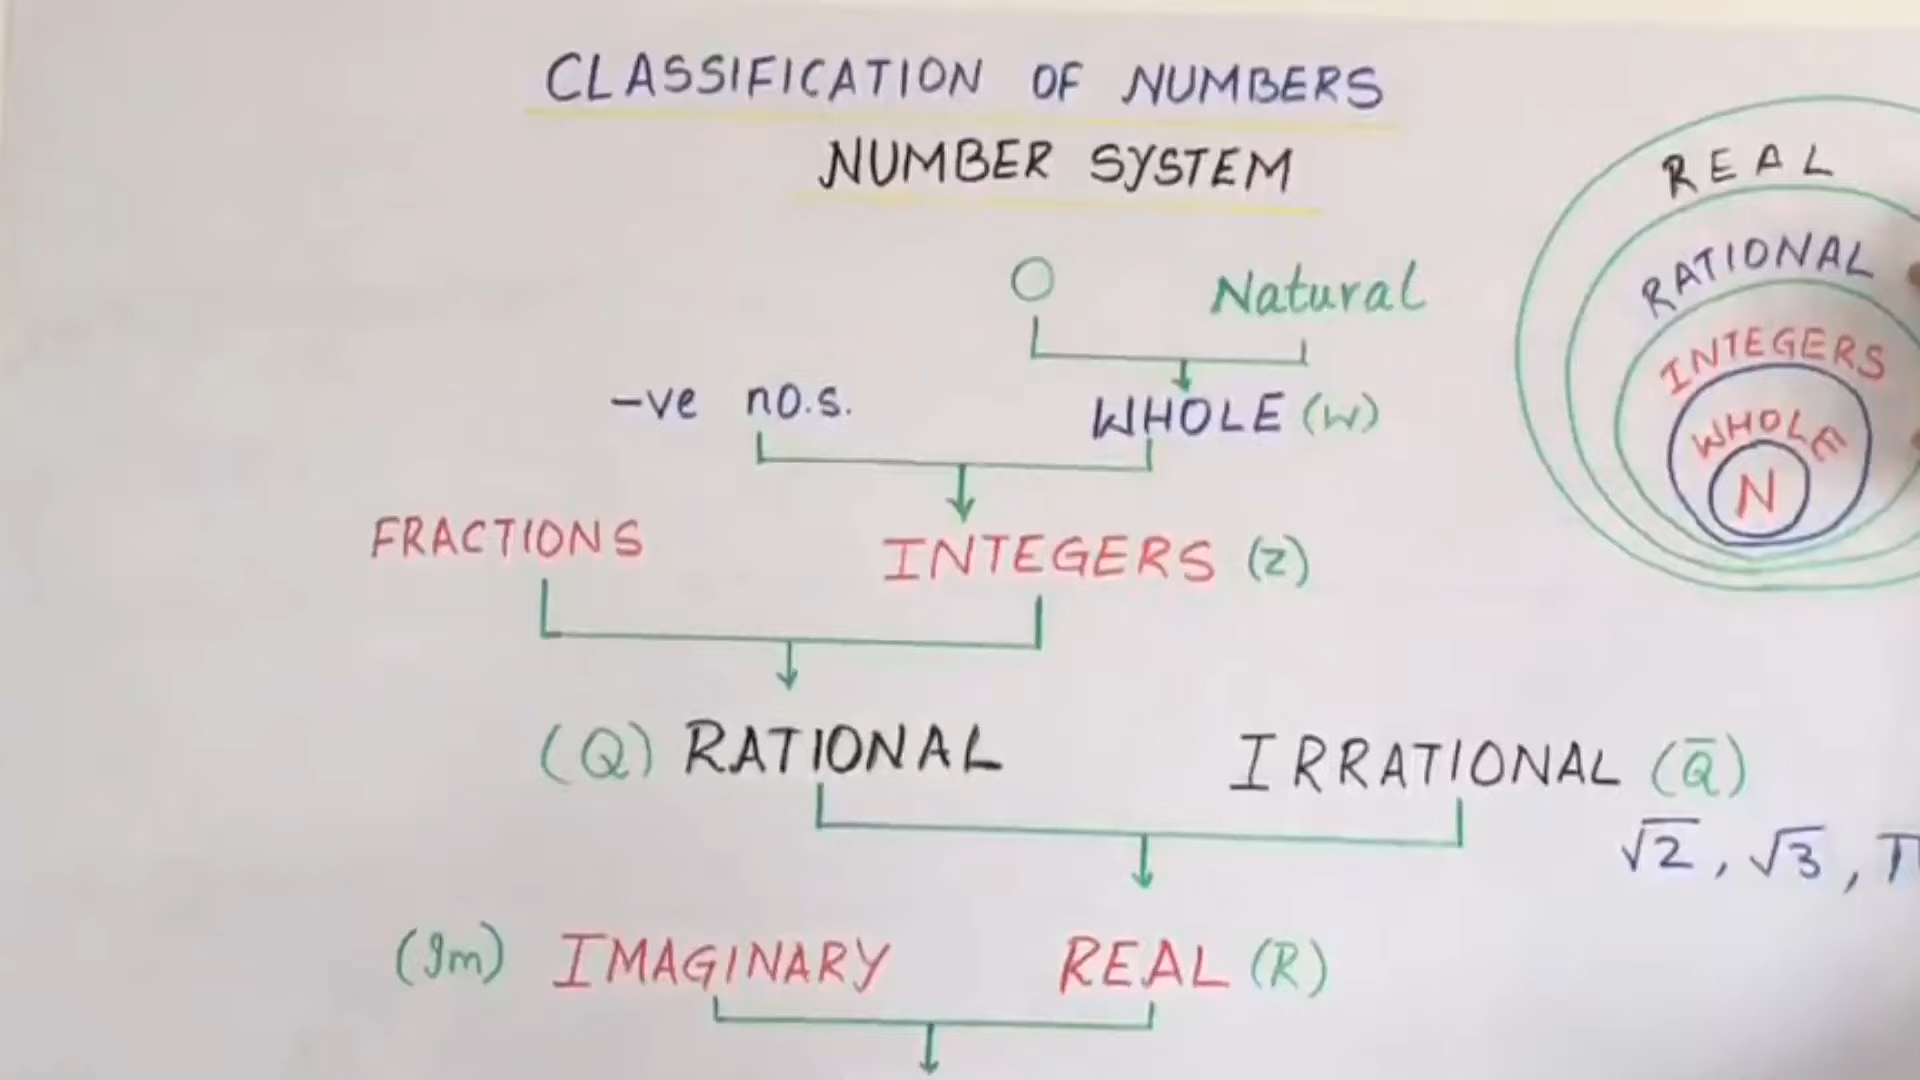 CLASSIFICATION OF NUMBERS
NUMBER SYSTEM
0 Natural
-ve no.s. WHOLE (W)
FRACTIONS INTEGERS (Z)
(Q) RATIONAL IRRATIONAL (Q̅)
√2, √3, π
(Im) IMAGINARY REAL (R)
REAL
RATIONAL
INTEGERS
WHOLE
N